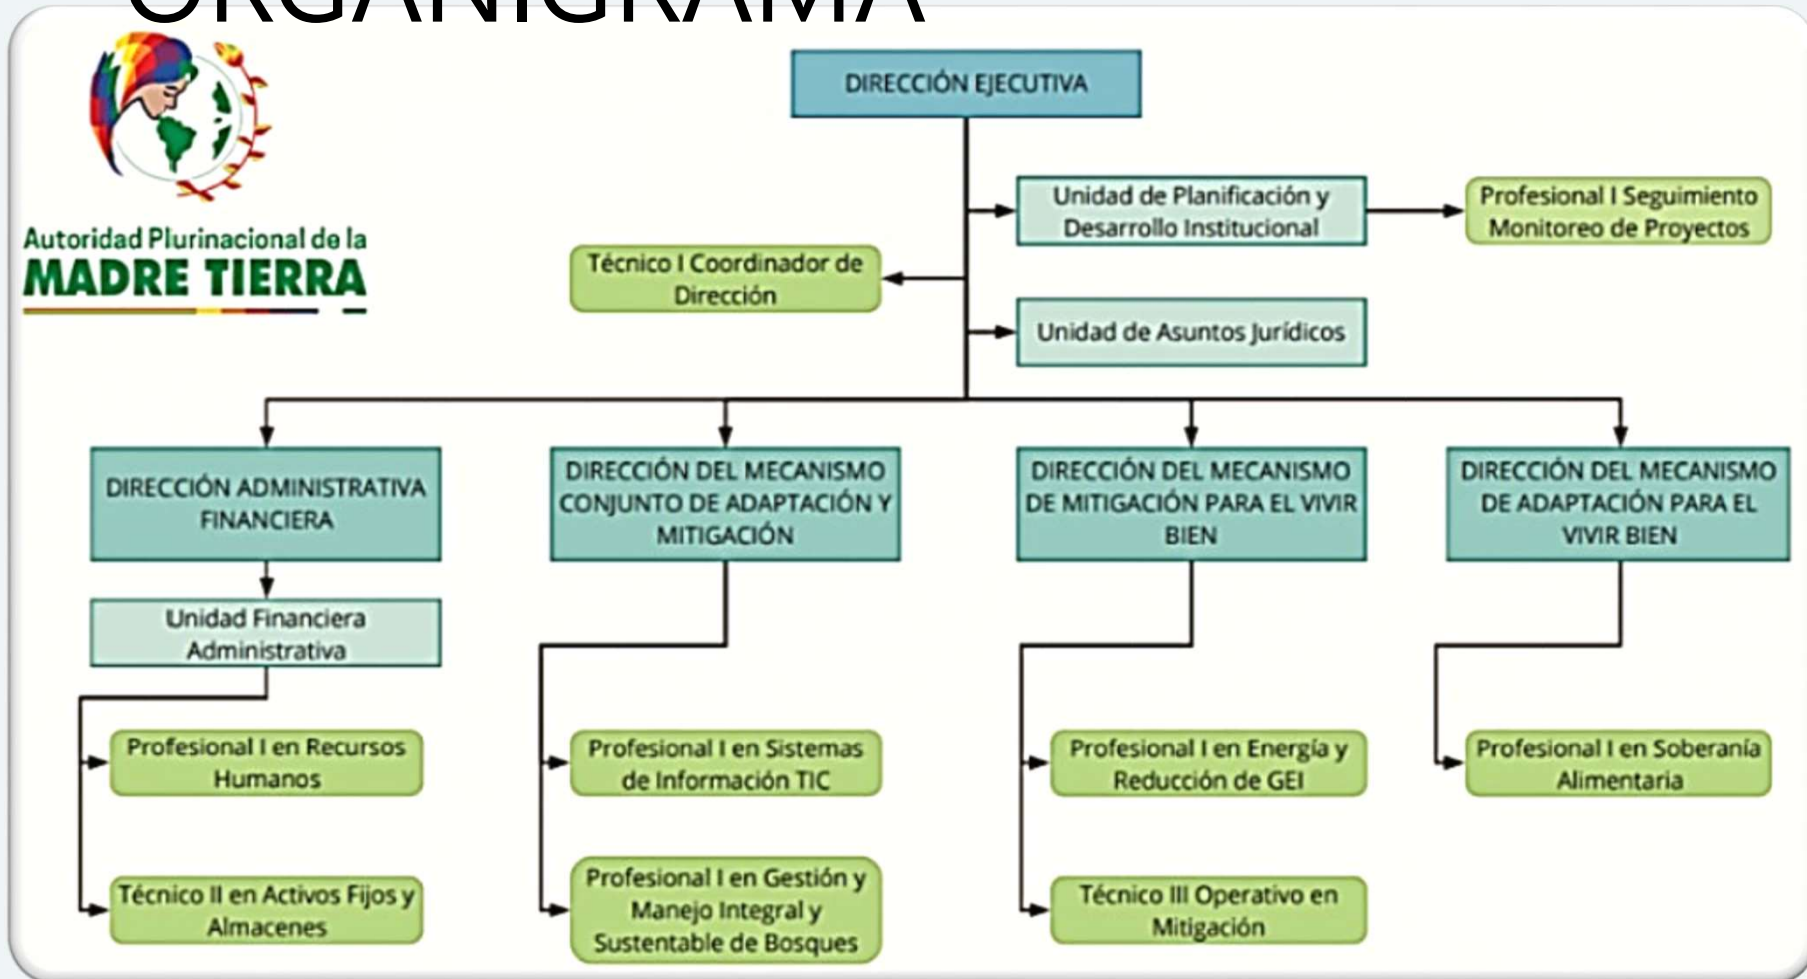 ORGANIGRAMA
Autoridad Plurinacional de la
MADRE TIERRA
DIRECCIÓN EJECUTIVA
Unidad de Planificación y
Desarrollo Institucional
Profesional I Seguimiento
Monitoreo de Proyectos
Técnico I Coordinador de
Dirección
Unidad de Asuntos Jurídicos
DIRECCIÓN ADMINISTRATIVA
FINANCIERA
DIRECCIÓN DEL MECANISMO
CONJUNTO DE ADAPTACIÓN Y
MITIGACIÓN
DIRECCIÓN DEL MECANISMO
DE MITIGACIÓN PARA EL VIVIR
BIEN
DIRECCIÓN DEL MECANISMO
DE ADAPTACIÓN PARA EL
VIVIR BIEN
Unidad Financiera
Administrativa
Profesional I en Recursos
Humanos
Profesional I en Sistemas
de Información TIC
Profesional I en Energía y
Reducción de GEI
Profesional I en Soberanía
Alimentaria
Técnico II en Activos Fijos y
Almacenes
Profesional I en Gestión y
Manejo Integral y
Sustentable de Bosques
Técnico III Operativo en
Mitigación